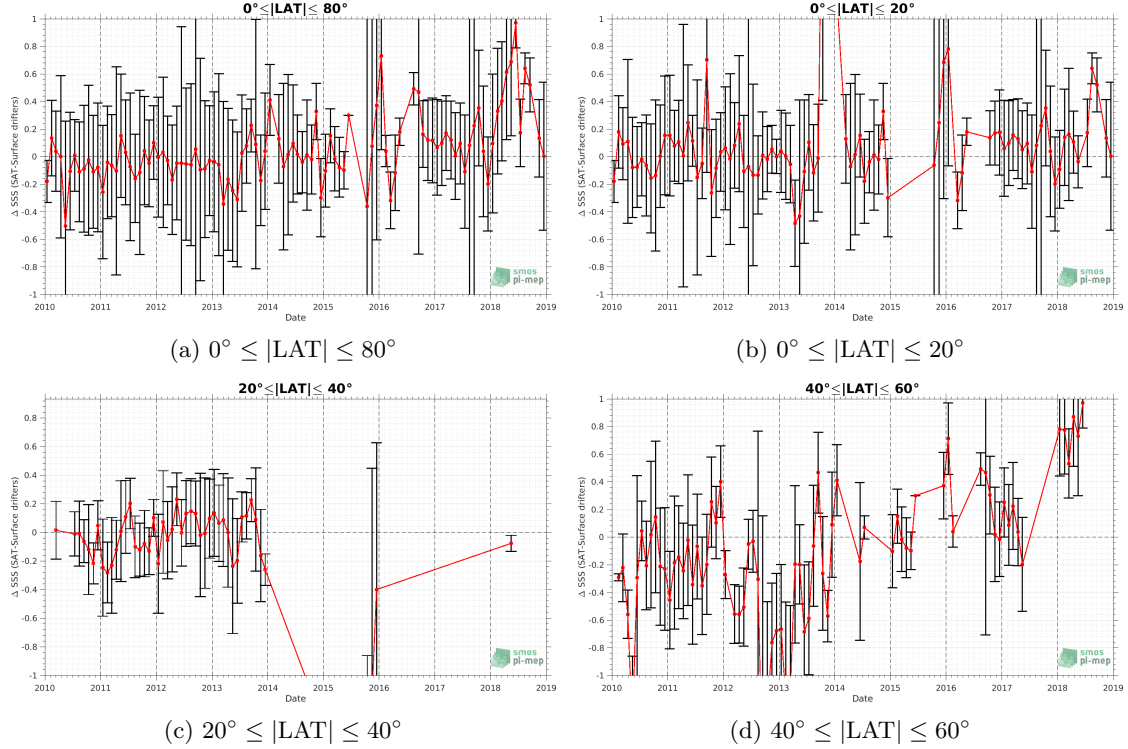 0°≤|LAT|≤ 80°
1
0.8
0.6
0.4
0.2
0
-0.2
-0.4
-0.6
-0.8
-1
Δ SSS (SAT-Surface drifters)
2010 2011 2012 2013 2014 2015 2016 2017 2018 2019
Date
smos
pi-mep
(a) 0° ≤ |LAT| ≤ 80°
0°≤|LAT|≤ 20°
1
0.8
0.6
0.4
0.2
0
-0.2
-0.4
-0.6
-0.8
-1
Δ SSS (SAT-Surface drifters)
2010 2011 2012 2013 2014 2015 2016 2017 2018 2019
Date
smos
pi-mep
(b) 0° ≤ |LAT| ≤ 20°
20°≤|LAT|≤ 40°
0.8
0.6
0.4
0.2
0
-0.2
-0.4
-0.6
-0.8
-1
Δ SSS (SAT-Surface drifters)
2010 2011 2012 2013 2014 2015 2016 2017 2018 2019
Date
smos
pi-mep
(c) 20° ≤ |LAT| ≤ 40°
40°≤|LAT|≤ 60°
1
0.8
0.6
0.4
0.2
0
-0.2
-0.4
-0.6
-0.8
-1
Δ SSS (SAT-Surface drifters)
2010 2011 2012 2013 2014 2015 2016 2017 2018 2019
Date
smos
pi-mep
(d) 40° ≤ |LAT| ≤ 60°